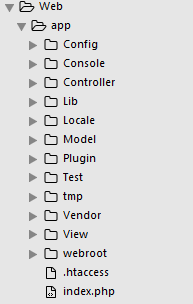 Web
app
Config
Console
Controller
Lib
Locale
Model
Plugin
Test
tmp
Vendor
View
webroot
.htaccess
index.php